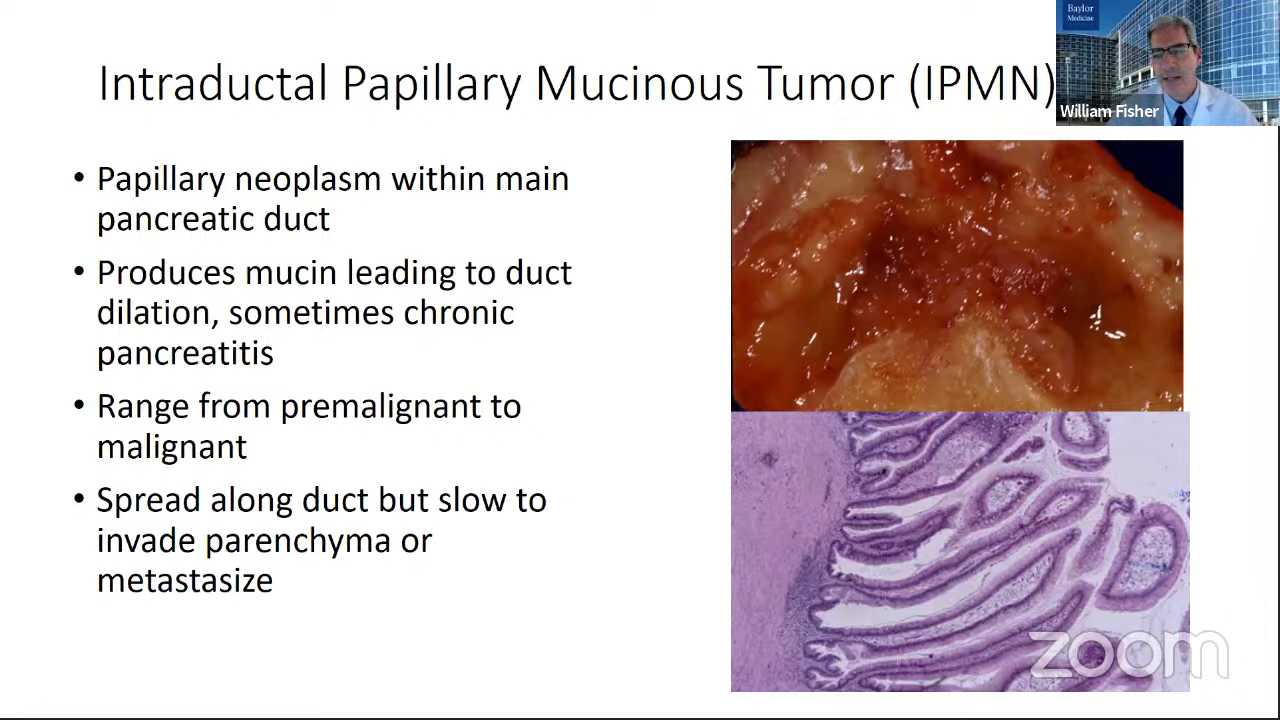 Baylor
Medicine
Intraductal Papillary Mucinous Tumor (IPMN)
William Fisher
• Papillary neoplasm within main
pancreatic duct
• Produces mucin leading to duct
dilation, sometimes chronic
pancreatitis
• Range from premalignant to
malignant
• Spread along duct but slow to
invade parenchyma or
metastasize
zoom